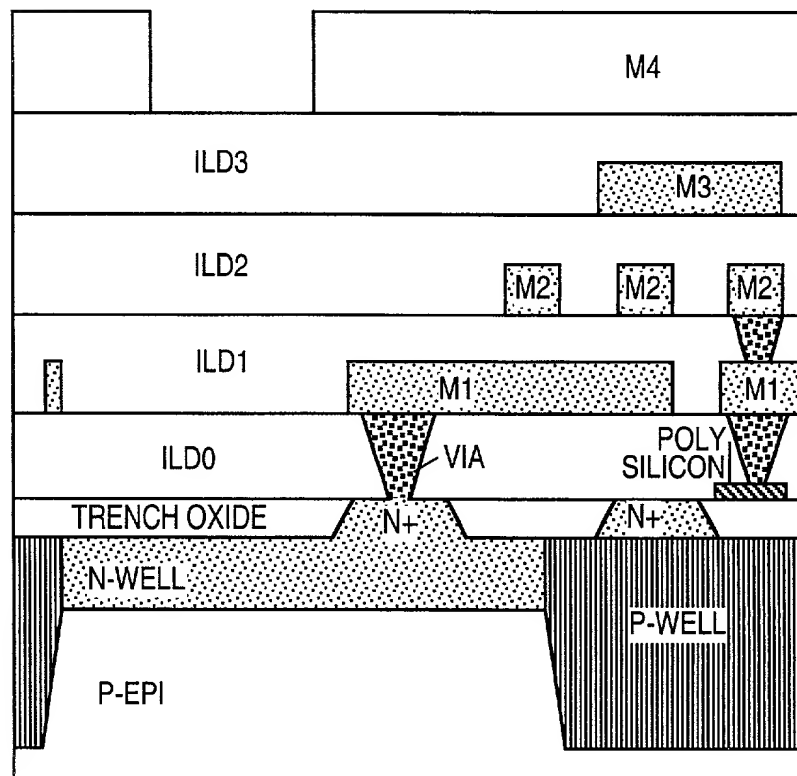 M4
ILD3
M3
ILD2
M2
M2
M2
ILD1
M1
M1
ILD0
VIA
POLY
SILICON
TRENCH OXIDE
N+
N+
N-WELL
P-WELL
P-EPI